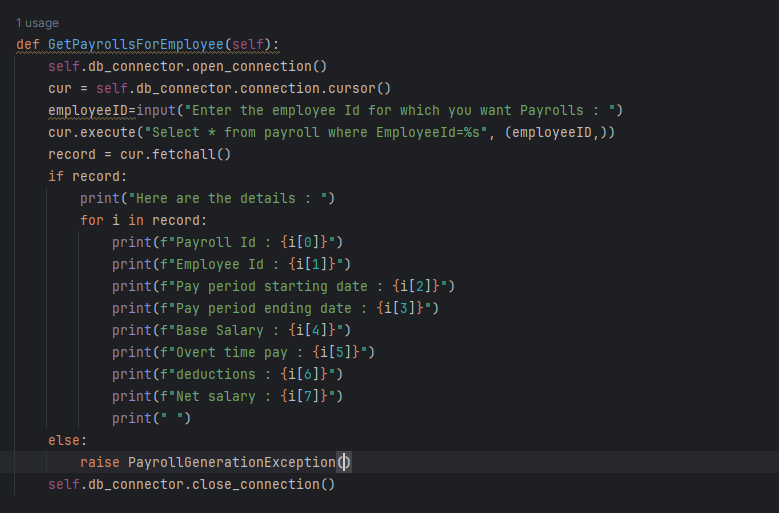 1 usage
def GetPayrollsForEmployee(self):
    self.db_connector.open_connection()
    cur = self.db_connector.connection.cursor()
    employeeID=input("Enter the employee Id for which you want Payrolls : ")
    cur.execute("Select * from payroll where EmployeeId=%s", (employeeID,))
    record = cur.fetchall()
    if record:
        print("Here are the details : ")
        for i in record:
            print(f"Payroll Id : {i[0]}")
            print(f"Employee Id : {i[1]}")
            print(f"Pay period starting date : {i[2]}")
            print(f"Pay period ending date : {i[3]}")
            print(f"Base Salary : {i[4]}")
            print(f"Overt time pay : {i[5]}")
            print(f"deductions : {i[6]}")
            print(f"Net salary : {i[7]}")
            print(" ")
    else:
        raise PayrollGenerationException()
    self.db_connector.close_connection()